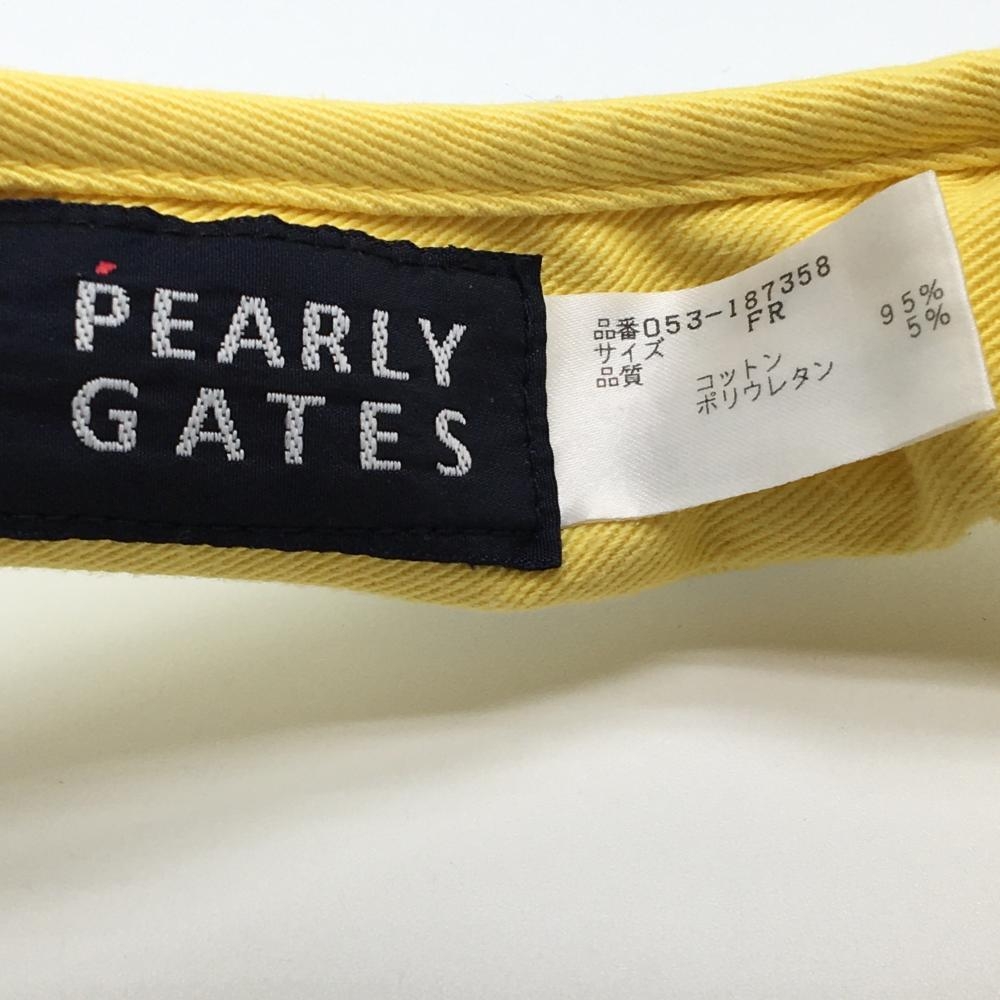 PEARLY
GATES
品番053-187358
サイズ FR
品質 コットン 95%
ポリウレタン 5%